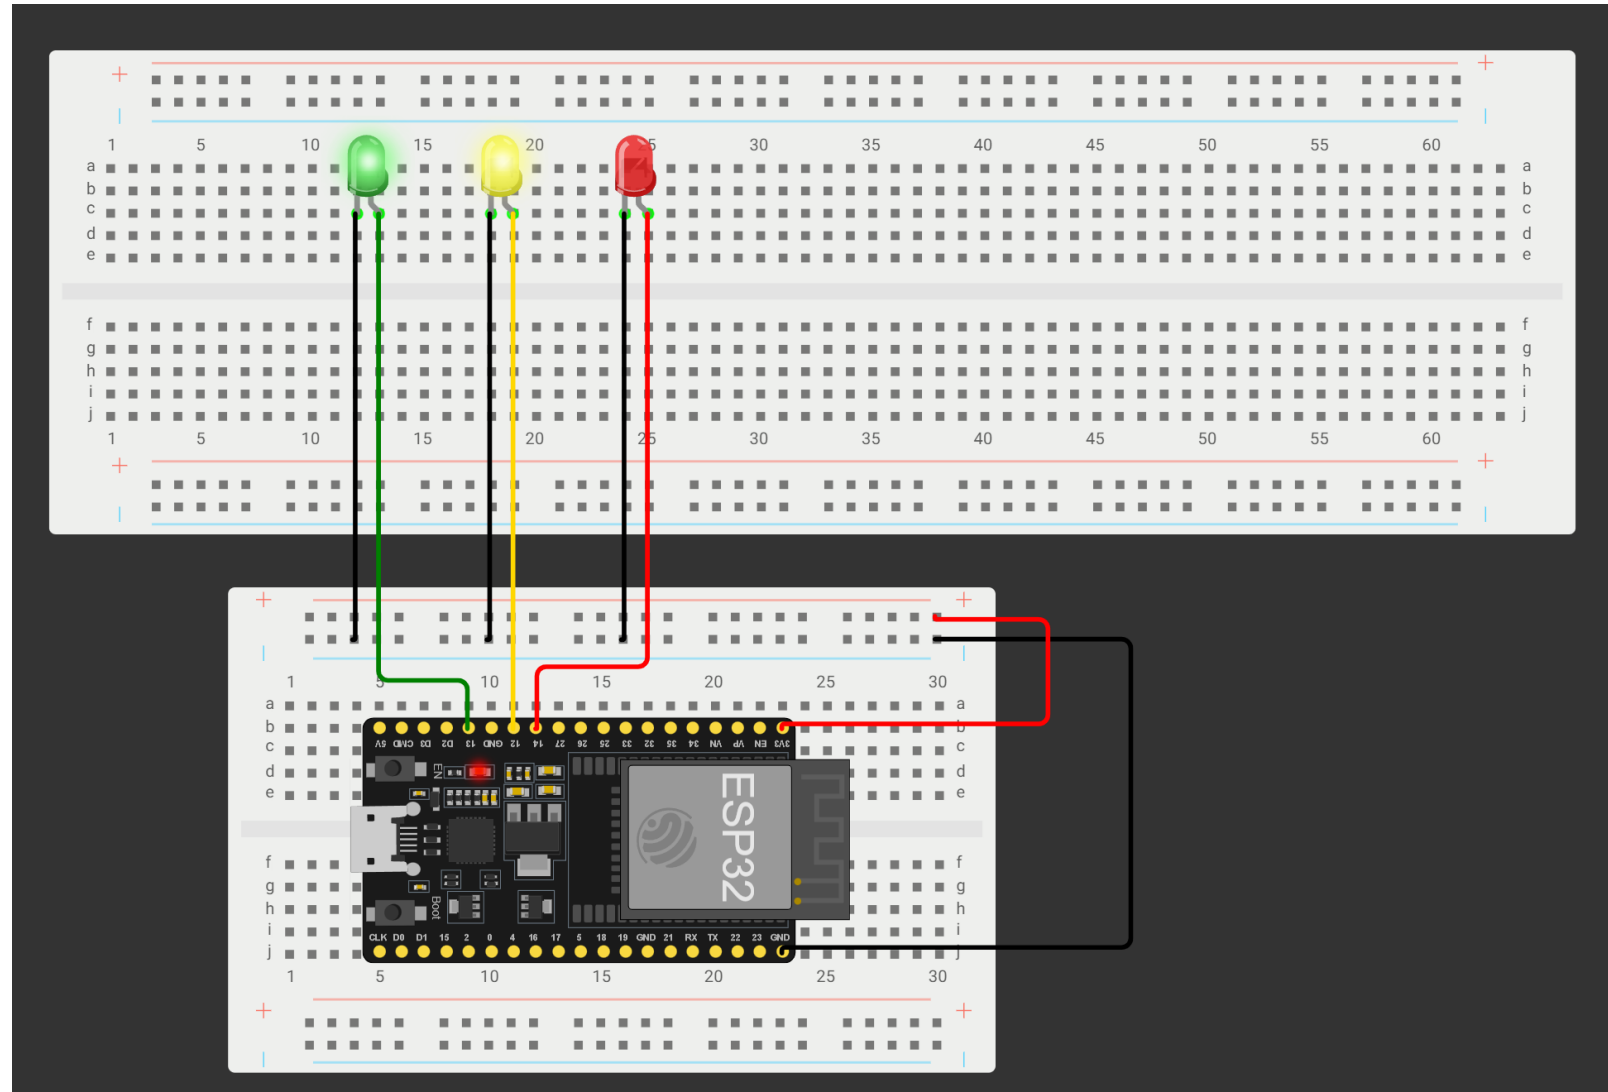 + +
| |
1 5 10 15 20 25 30 35 40 45 50 55 60
a a
b b
c c
d d
e e
f f
g g
h h
i i
j j
1 5 10 15 20 25 30 35 40 45 50 55 60
+ +
| |
+ +
| |
1 5 10 15 20 25 30
a a
b b
5V CMD D3 D2 13 GND 12 14 27 26 25 33 32 35 34 VN VP EN 3V3
c c
d d
EN
e e
ESP32
f f
g g
h h
Boot
i i
CLK D0 D1 15 2 0 4 16 17 5 18 19 GND 21 RX TX 22 23 GND
j j
1 5 10 15 20 25 30
+ +
| |